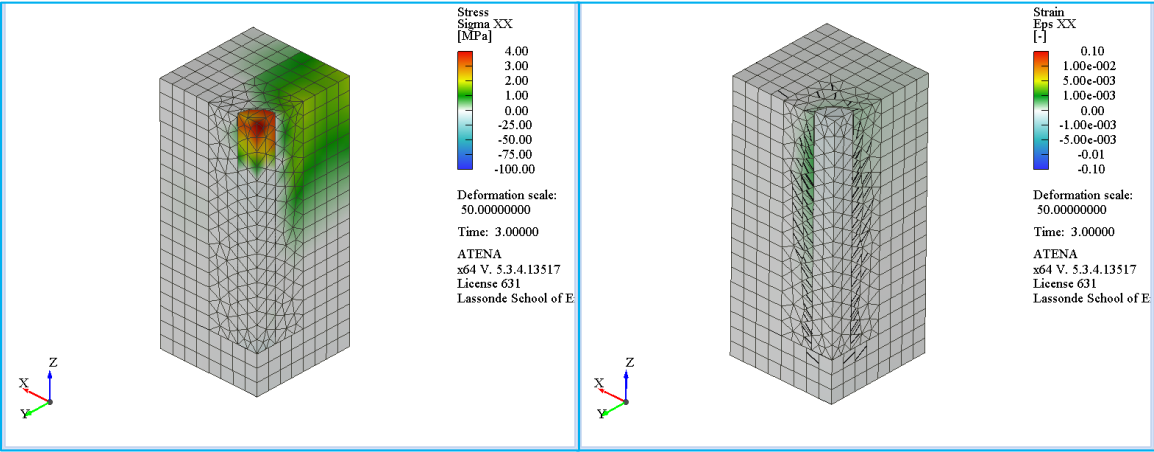 Stress
Sigma XX
[MPa]
4.00
3.00
2.00
1.00
0.00
-25.00
-50.00
-75.00
-100.00
Deformation scale:
50.00000000
Time: 3.00000
ATENA
x64 V. 5.3.4.13517
License 631
Lassonde School of E
Z
X
Y
Strain
Eps XX
[-]
0.10
1.00e-002
5.00e-003
1.00e-003
0.00
-1.00e-003
-5.00e-003
-0.01
-0.10
Deformation scale:
50.00000000
Time: 3.00000
ATENA
x64 V. 5.3.4.13517
License 631
Lassonde School of E
Z
X
Y